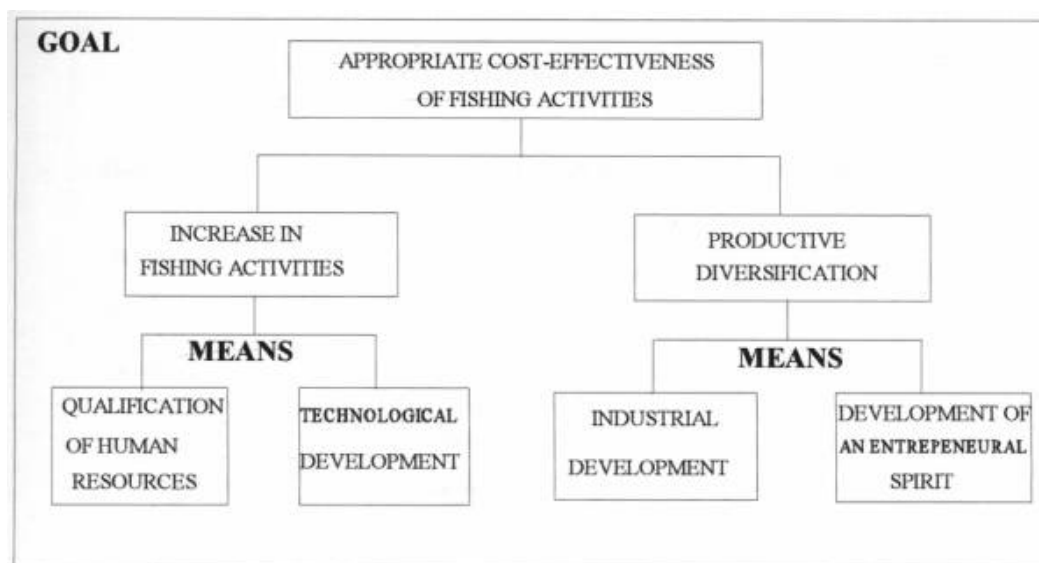 GOAL
APPROPRIATE COST-EFFECTIVENESS
OF FISHING ACTIVITIES
INCREASE IN
FISHING ACTIVITIES
PRODUCTIVE
DIVERSIFICATION
MEANS
MEANS
QUALIFICATION
OF HUMAN
RESOURCES
TECHNOLOGICAL
DEVELOPMENT
INDUSTRIAL
DEVELOPMENT
DEVELOPMENT OF
AN ENTREPENEURAL
SPIRIT